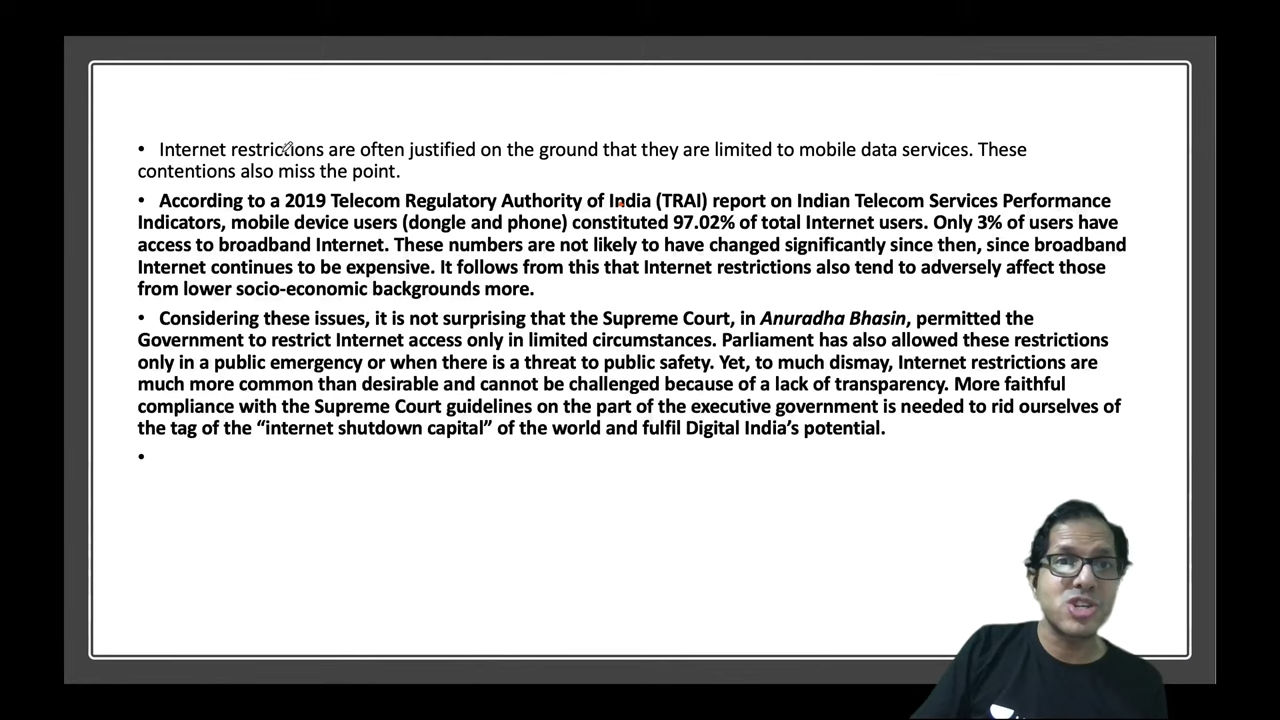 • Internet restrictions are often justified on the ground that they are limited to mobile data services. These
contentions also miss the point.
• According to a 2019 Telecom Regulatory Authority of India (TRAI) report on Indian Telecom Services Performance
Indicators, mobile device users (dongle and phone) constituted 97.02% of total Internet users. Only 3% of users have
access to broadband Internet. These numbers are not likely to have changed significantly since then, since broadband
Internet continues to be expensive. It follows from this that Internet restrictions also tend to adversely affect those
from lower socio-economic backgrounds more.
• Considering these issues, it is not surprising that the Supreme Court, in Anuradha Bhasin, permitted the
Government to restrict Internet access only in limited circumstances. Parliament has also allowed these restrictions
only in a public emergency or when there is a threat to public safety. Yet, to much dismay, Internet restrictions are
much more common than desirable and cannot be challenged because of a lack of transparency. More faithful
compliance with the Supreme Court guidelines on the part of the executive government is needed to rid ourselves of
the tag of the “internet shutdown capital” of the world and fulfil Digital India’s potential.
•